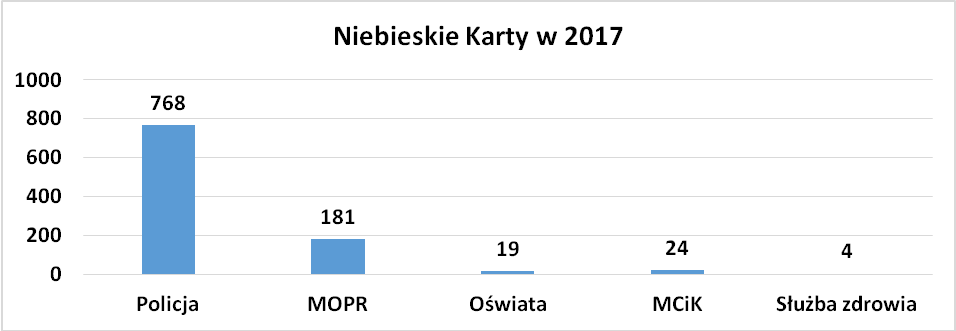 Niebieskie Karty w 2017
1000
800
600
400
200
0
768
181
19
24
4
Policja
MOPR
Oświata
MCiK
Służba zdrowia